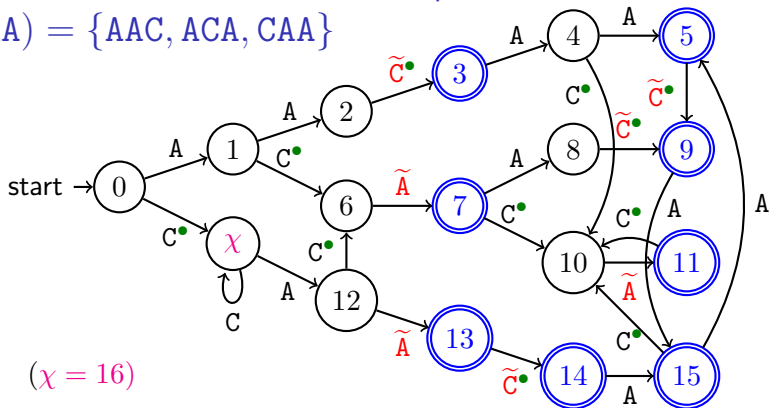 A) = {AAC, ACA, CAA}
A
4
A
5
C̃•
3
C•
C̃•
A
2
A
1
C•
A
8
C̃•
9
start
0
A
6
Ã
7
C•
C•
A
A
C•
χ
C•
10
Ã
11
C
A
12
Ã
13
C•
C̃•
14
A
15
(χ = 16)